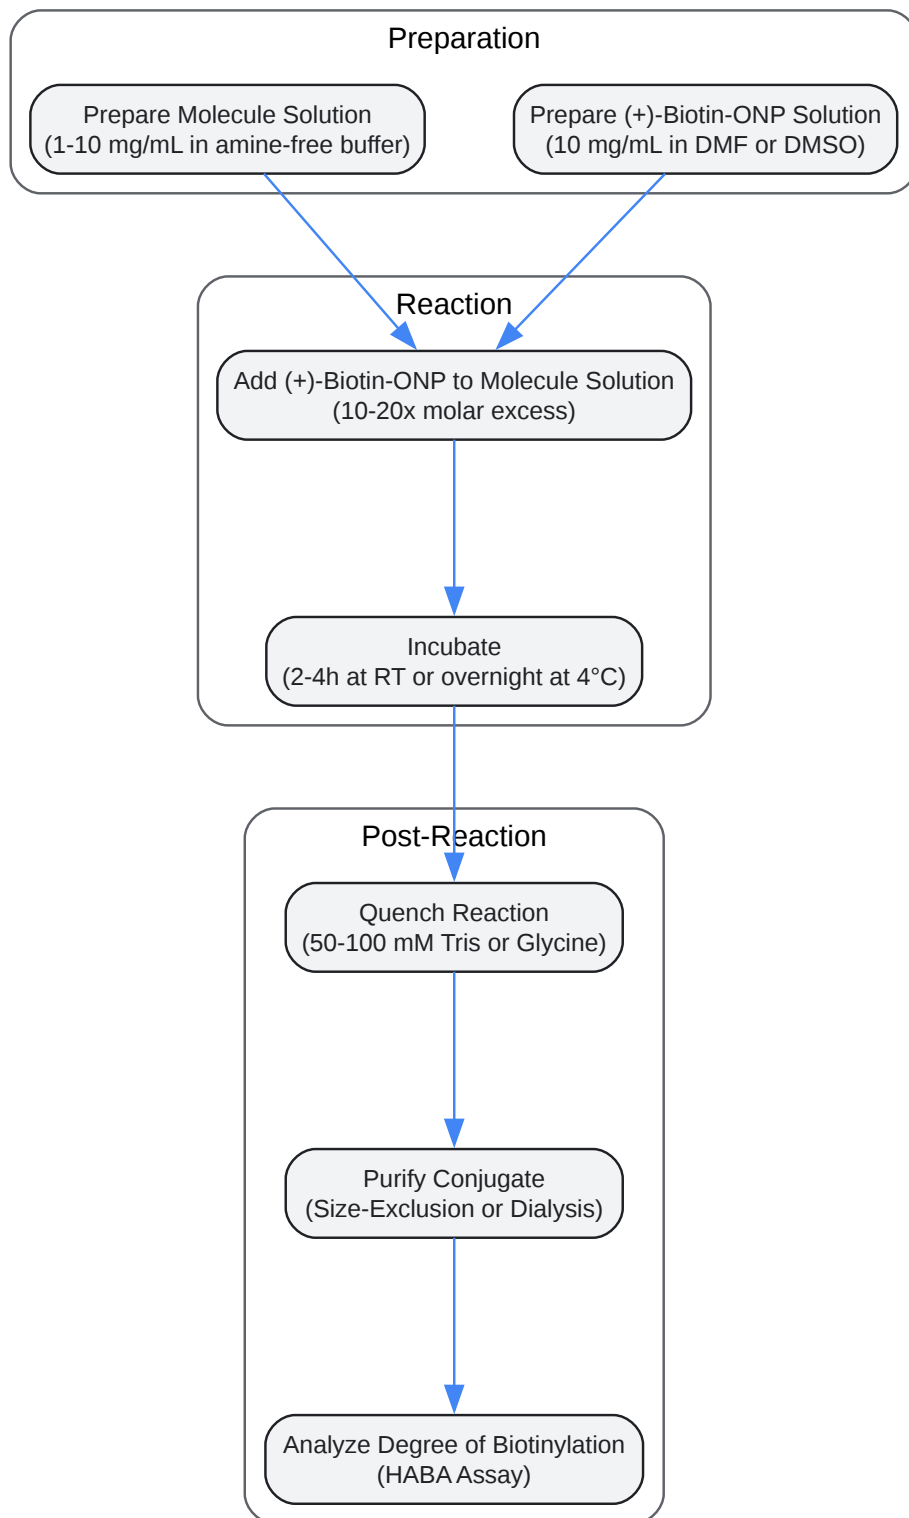 Preparation
Prepare Molecule Solution
(1-10 mg/mL in amine-free buffer)
Prepare (+)-Biotin-ONP Solution
(10 mg/mL in DMF or DMSO)
Reaction
Add (+)-Biotin-ONP to Molecule Solution
(10-20x molar excess)
Incubate
(2-4h at RT or overnight at 4°C)
Post-Reaction
Quench Reaction
(50-100 mM Tris or Glycine)
Purify Conjugate
(Size-Exclusion or Dialysis)
Analyze Degree of Biotinylation
(HABA Assay)